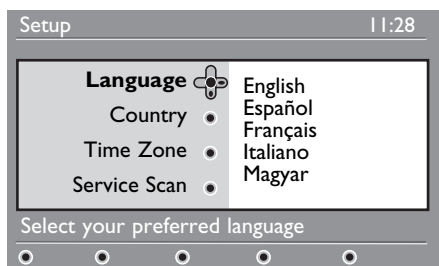 Setup 11:28
Language
Country
Time Zone
Service Scan
English
Español
Français
Italiano
Magyar
Select your preferred language